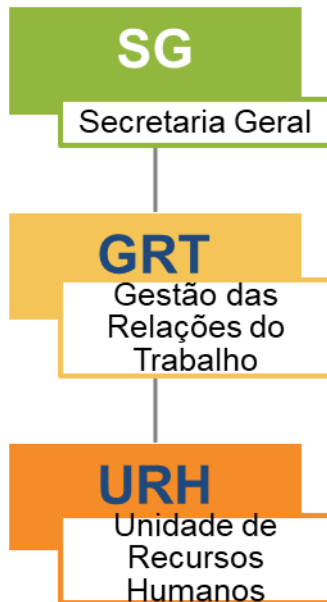 SG
Secretaria Geral
GRT
Gestão das
Relações do
Trabalho
URH
Unidade de
Recursos
Humanos